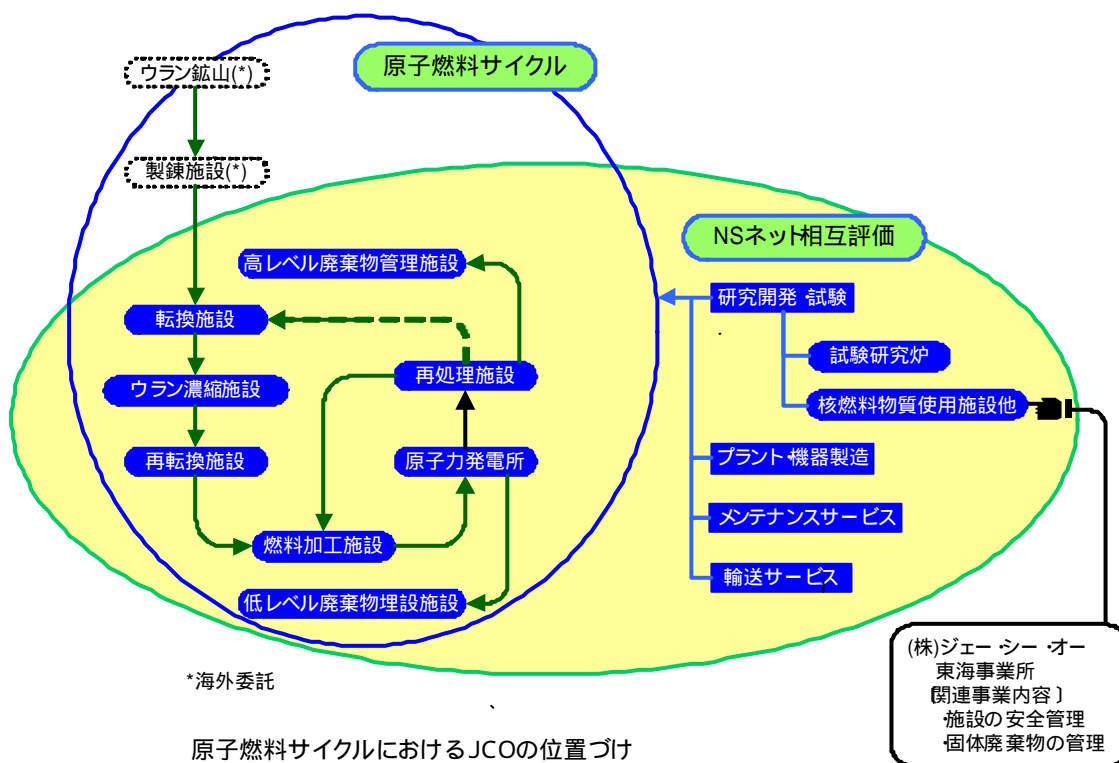 ウラン鉱山(*)
原子燃料サイクル
製錬施設(*)
NSネット相互評価
高レベル廃棄物管理施設
研究開発・試験
転換施設
試験研究炉
再処理施設
ウラン濃縮施設
核燃料物質使用施設他
再転換施設
原子力発電所
プラント・機器製造
メンテナンスサービス
燃料加工施設
輸送サービス
低レベル廃棄物埋設施設
(株)ジェー・シー・オー
東海事業所
〔関連事業内容〕
・施設の安全管理
・固体廃棄物の管理
*海外委託
原子燃料サイクルにおけるJCOの位置づけ